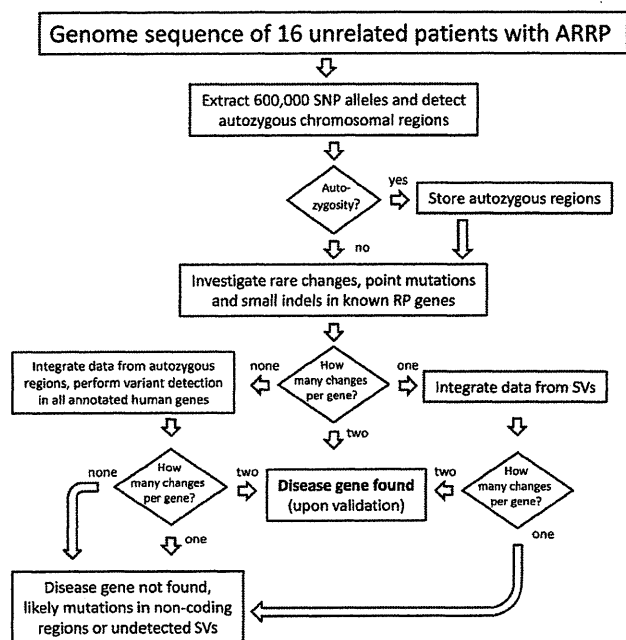 Genome sequence of 16 unrelated patients with ARRP
Extract 600,000 SNP alleles and detect
autozygous chromosomal regions
Auto-
zygosity?
yes
Store autozygous regions
no
Investigate rare changes, point mutations
and small indels in known RP genes
Integrate data from autozygous
regions, perform variant detection
in all annotated human genes
none
How
many changes
per gene?
one
Integrate data from SVs
two
none
How
many changes
per gene?
two
Disease gene found
(upon validation)
two
How
many changes
per gene?
one
one
Disease gene not found,
likely mutations in non-coding
regions or undetected SVs